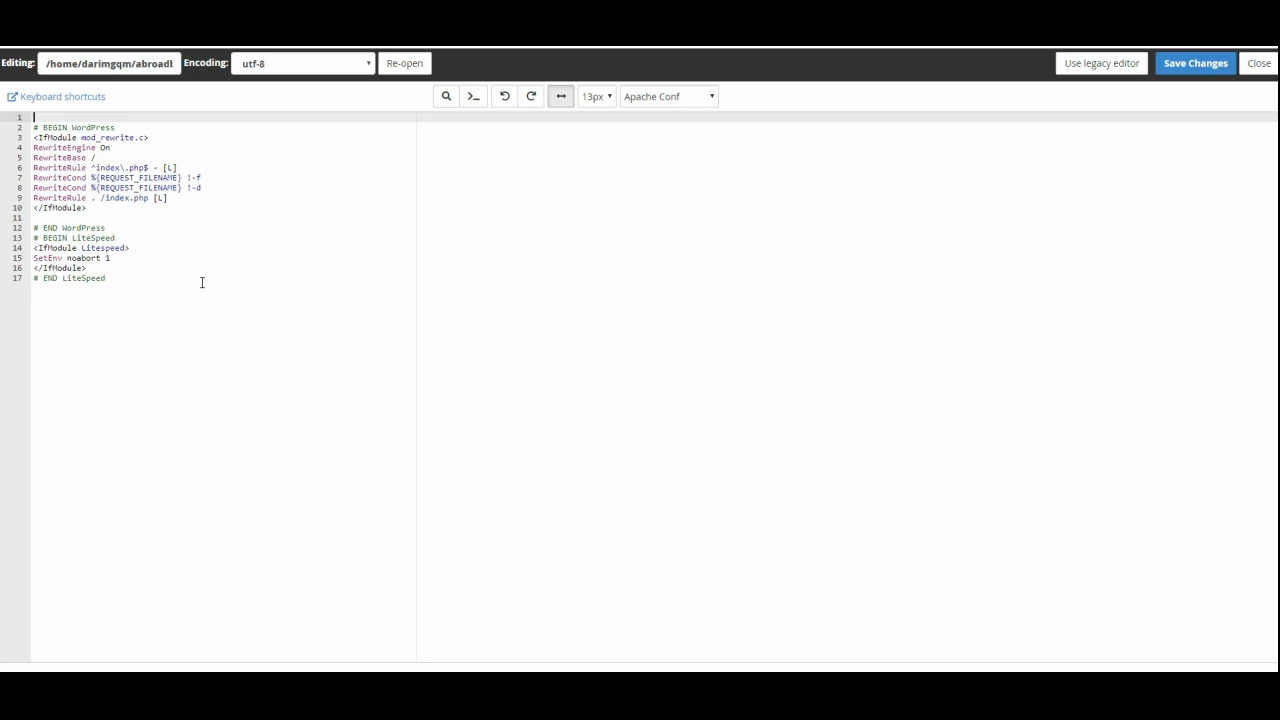 Editing: /home/darimgqm/abroadl Encoding: utf-8 Re-open Use legacy editor Save Changes Close
Keyboard shortcuts 13px Apache Conf
1
2 # BEGIN WordPress
3 <IfModule mod_rewrite.c>
4 RewriteEngine On
5 RewriteBase /
6 RewriteRule ^index\.php$ - [L]
7 RewriteCond %{REQUEST_FILENAME} !-f
8 RewriteCond %{REQUEST_FILENAME} !-d
9 RewriteRule . /index.php [L]
10 </IfModule>
11
12 # END WordPress
13 # BEGIN LiteSpeed
14 <IfModule Litespeed>
15 SetEnv noabort 1
16 </IfModule>
17 # END LiteSpeed